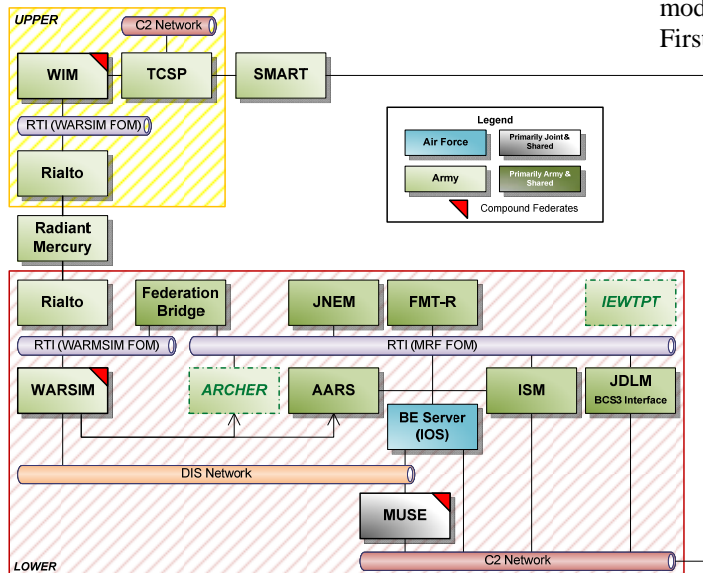 mod
First
UPPER
C2 Network
WIM
TCSP
SMART
RTI (WARSIM FOM)
Rialto
Legend
Air Force
Primarily Joint &
Shared
Army
Primarily Army &
Shared
Compound Federates
Radiant
Mercury
Rialto
Federation
Bridge
JNEM
FMT-R
IEWTPT
RTI (WARMSIM FOM)
RTI (MRF FOM)
WARSIM
ARCHER
AARS
ISM
JDLM
BCS3 Interface
BE Server
(IOS)
DIS Network
MUSE
C2 Network
LOWER